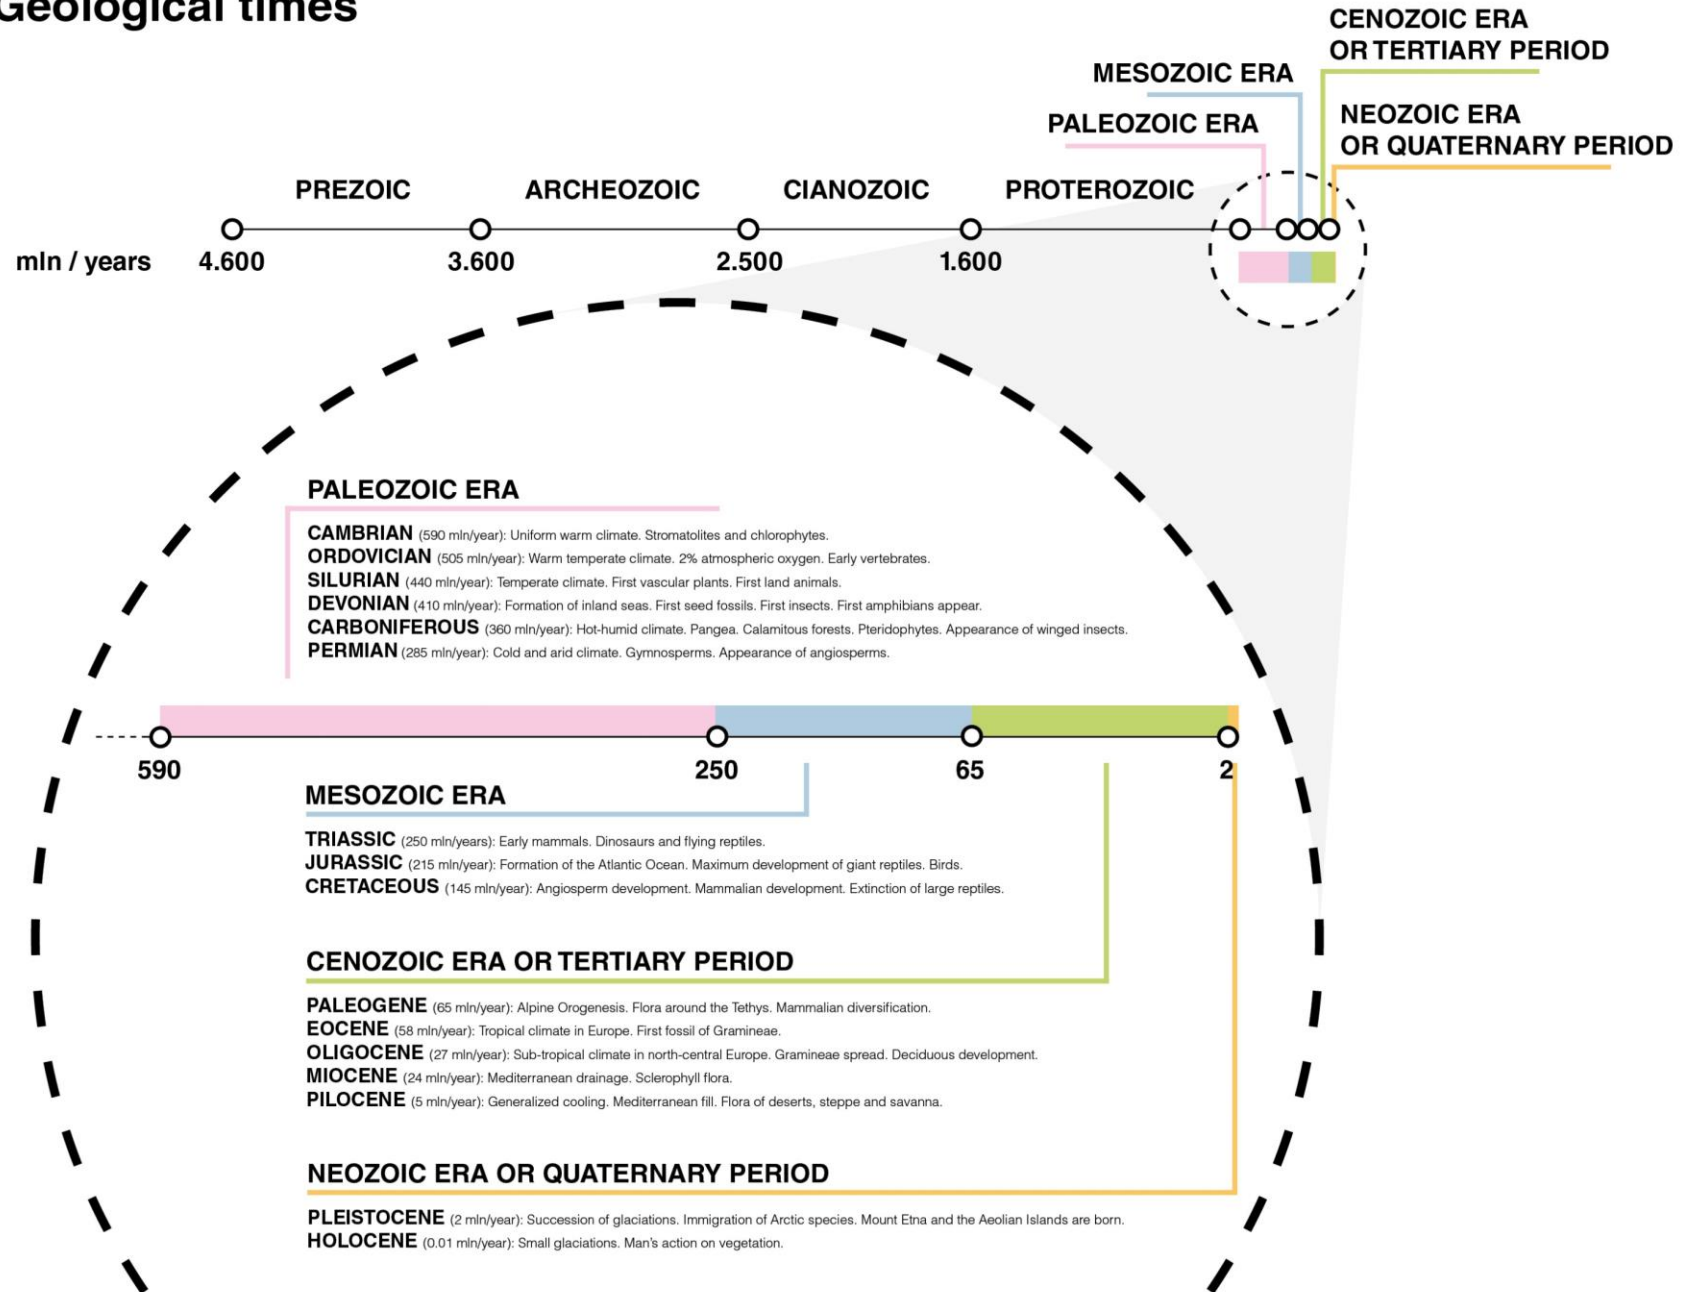 Geological times
CENOZOIC ERA
OR TERTIARY PERIOD
MESOZOIC ERA
NEOZOIC ERA
OR QUATERNARY PERIOD
PALEOZOIC ERA
PREZOIC ARCHEOZOIC CIANOZOIC PROTEROZOIC
mln / years 4.600 3.600 2.500 1.600
PALEOZOIC ERA
CAMBRIAN (590 mln/year): Uniform warm climate. Stromatolites and chlorophytes.
ORDOVICIAN (505 mln/year): Warm temperate climate. 2% atmospheric oxygen. Early vertebrates.
SILURIAN (440 mln/year): Temperate climate. First vascular plants. First land animals.
DEVONIAN (410 mln/year): Formation of inland seas. First seed fossils. First insects. First amphibians appear.
CARBONIFEROUS (360 mln/year): Hot-humid climate. Pangea. Calamitous forests. Pteridophytes. Appearance of winged insects.
PERMIAN (285 mln/year): Cold and arid climate. Gymnosperms. Appearance of angiosperms.
590 250 65 2
MESOZOIC ERA
TRIASSIC (250 mln/years): Early mammals. Dinosaurs and flying reptiles.
JURASSIC (215 mln/year): Formation of the Atlantic Ocean. Maximum development of giant reptiles. Birds.
CRETACEOUS (145 mln/year): Angiosperm development. Mammalian development. Extinction of large reptiles.
CENOZOIC ERA OR TERTIARY PERIOD
PALEOGENE (65 mln/year): Alpine Orogenesis. Flora around the Tethys. Mammalian diversification.
EOCENE (58 mln/year): Tropical climate in Europe. First fossil of Gramineae.
OLIGOCENE (27 mln/year): Sub-tropical climate in north-central Europe. Gramineae spread. Deciduous development.
MIOCENE (24 mln/year): Mediterranean drainage. Sclerophyll flora.
PILOCENE (5 mln/year): Generalized cooling. Mediterranean fill. Flora of deserts, steppe and savanna.
NEOZOIC ERA OR QUATERNARY PERIOD
PLEISTOCENE (2 mln/year): Succession of glaciations. Immigration of Arctic species. Mount Etna and the Aeolian Islands are born.
HOLOCENE (0.01 mln/year): Small glaciations. Man's action on vegetation.